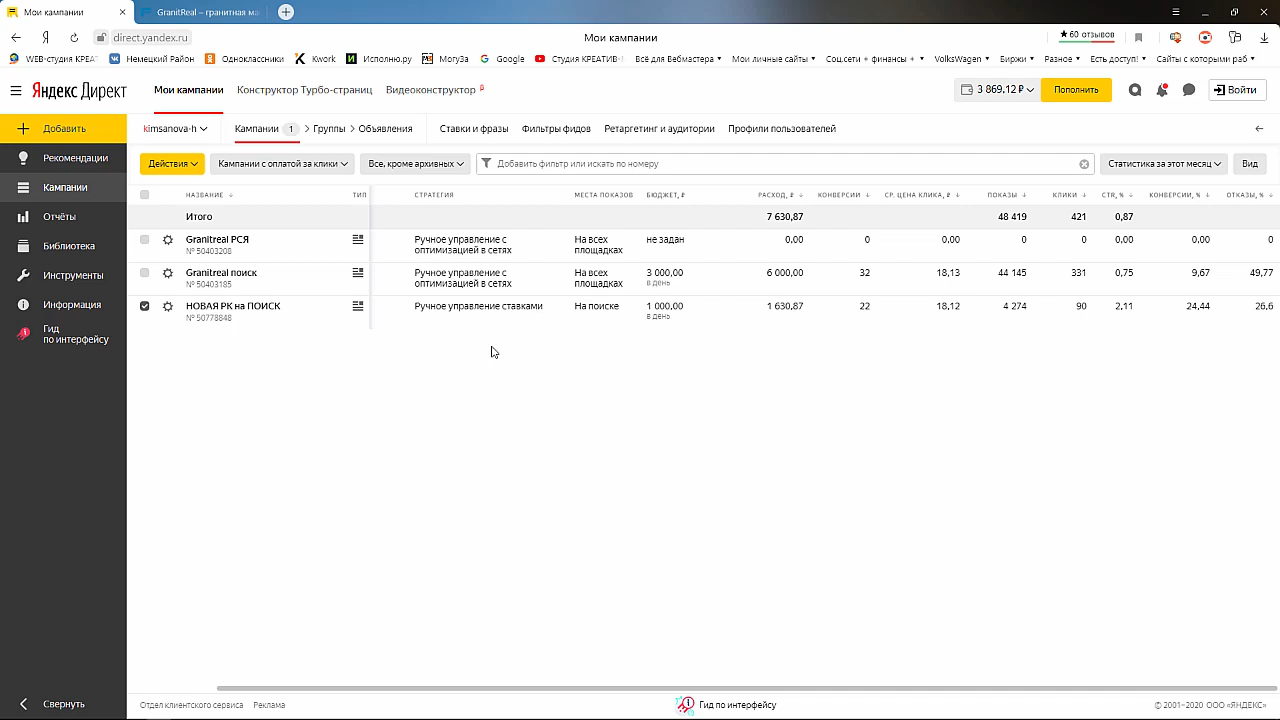 Мои кампании
GranitReal – гранитная ма
direct.yandex.ru
Мои кампании
60 отзывов
WEB-студия КРЕА
Немецкий Район
Одноклассники
Kwork
Исполно.ру
Могуза
Google
Студия КРЕАТИВ-
Всё для Вебмастера
Мои личные сайты
Соц.сети + финансы +
VolksWagen
Биржи
Разное
Есть доступ!
Сайты с которыми раб
Яндекс Директ
Мои кампании
Конструктор Турбо-страниц
Видеоконструктор β
3 869,12 ₽
Пополнить
Войти
Добавить
kimsanova-h
Кампании 1
Группы
Объявления
Ставки и фразы
Фильтры фидов
Ретаргетинг и аудитории
Профили пользователей
Рекомендации
Кампании
Отчёты
Библиотека
Инструменты
Информация
Гид
по интерфейсу
Свернуть
Действия
Кампании с оплатой за клики
Все, кроме архивных
Добавить фильтр или искать по номеру
Статистика за этот месяц
Вид
НАЗВАНИЕ ТИП СТРАТЕГИЯ МЕСТА ПОКАЗОВ БЮДЖЕТ, ₽ РАСХОД, ₽ КОНВЕРСИИ СР. ЦЕНА КЛИКА, ₽ ПОКАЗЫ КЛИКИ CTR, % КОНВЕРСИИ, % ОТКАЗЫ, %
Итого 7 630,87 48 419 421 0,87
Granitreal РСЯ Ручное управление с На всех не задан 0,00 0 0,00 0 0 0,00 0,00 0
№ 50403208 оптимизацией в сетях площадках
Granitreal поиск Ручное управление с На всех 3 000,00 6 000,00 32 18,13 44 145 331 0,75 9,67 49,77
№ 50403185 оптимизацией в сетях площадках в день
НОВАЯ РК на ПОИСК Ручное управление ставками На поиске 1 000,00 1 630,87 22 18,12 4 274 90 2,11 24,44 26,6
№ 50778848 в день
Отдел клиентского сервиса
Реклама
Гид по интерфейсу
© 2001–2020 ООО «ЯНДЕКС»